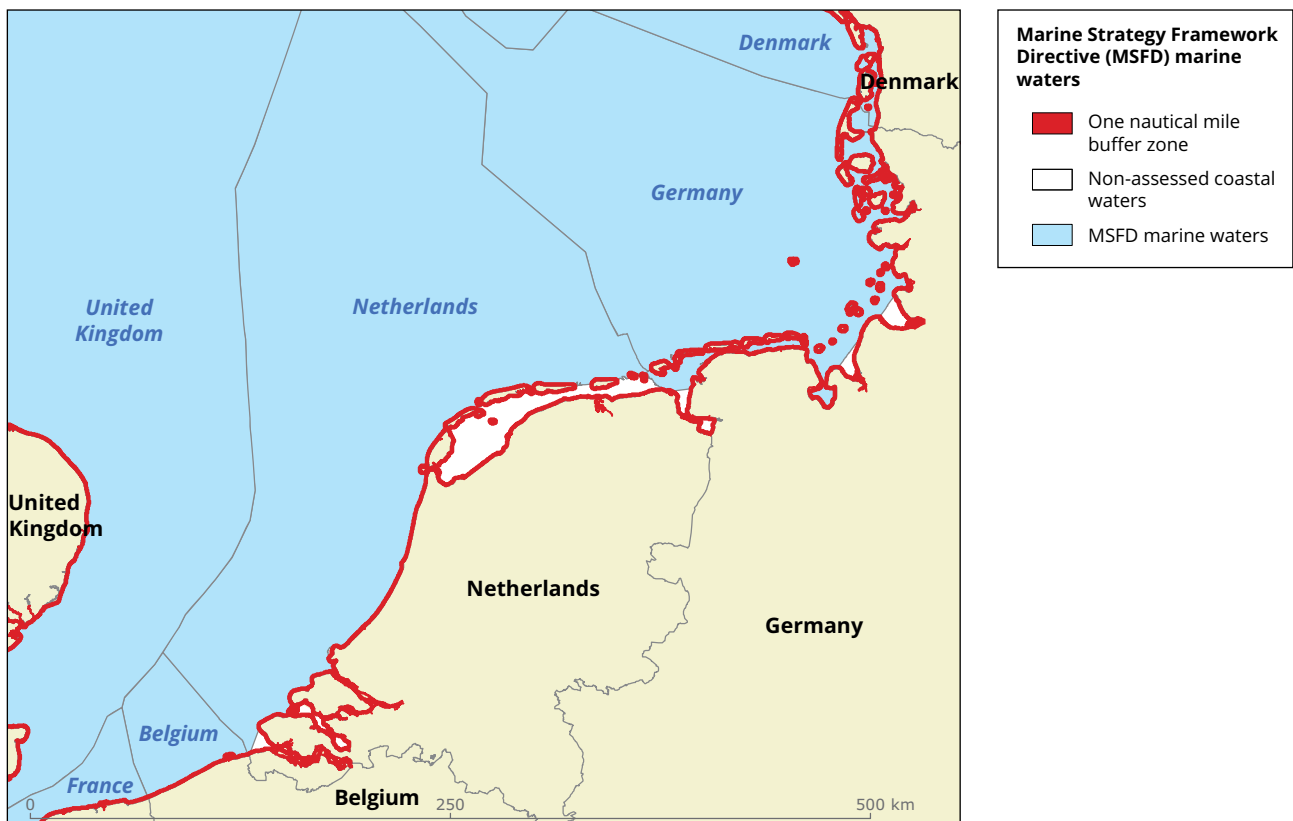 Denmark
Denmark
Germany
United
Kingdom
Netherlands
United
Kingdom
Netherlands
Germany
Belgium
France
Belgium
0
250
500 km
Marine Strategy Framework
Directive (MSFD) marine
waters
One nautical mile
buffer zone
Non-assessed coastal
waters
MSFD marine waters